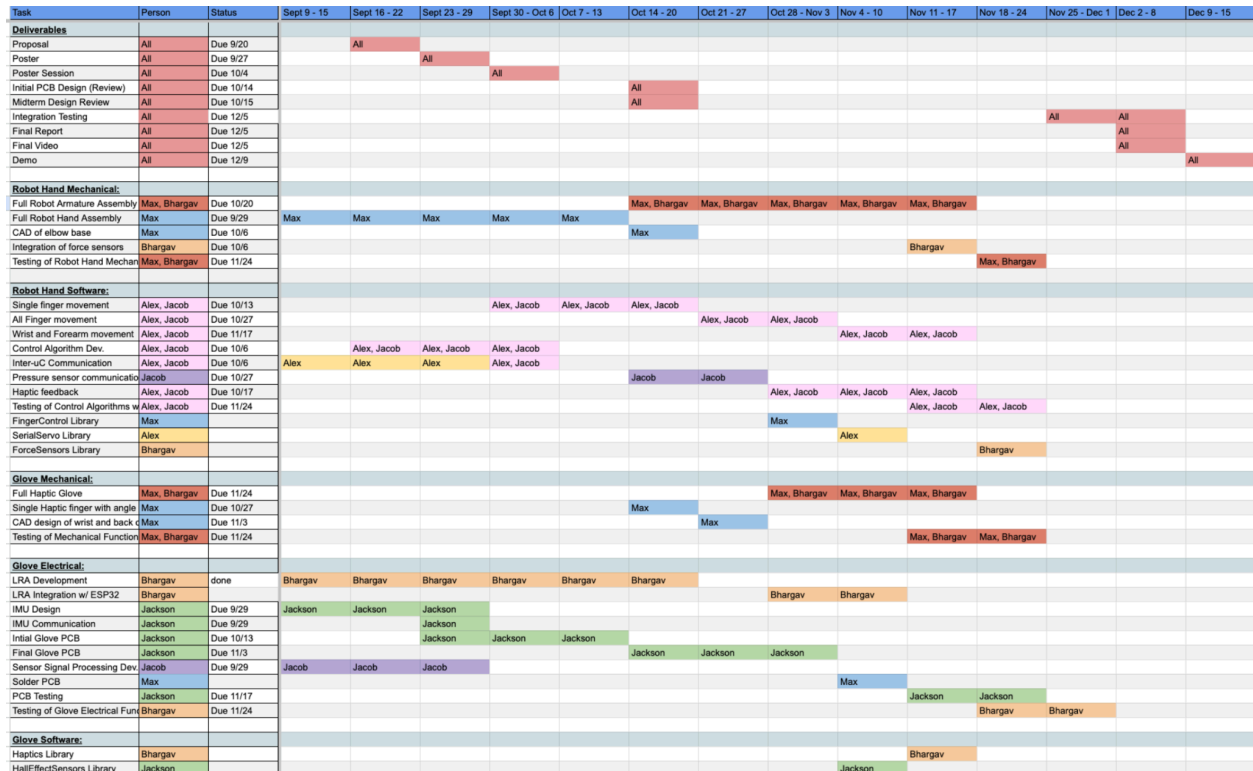 Task Person Status Sept 9 - 15 Sept 16 - 22 Sept 23 - 29 Sept 30 - Oct 6 Oct 7 - 13 Oct 14 - 20 Oct 21 - 27 Oct 28 - Nov 3 Nov 4 - 10 Nov 11 - 17 Nov 18 - 24 Nov 25 - Dec 1 Dec 2 - 8 Dec 9 - 15
Deliverables
Proposal All Due 9/20 All
Poster All Due 9/27 All
Poster Session All Due 10/4 All
Initial PCB Design (Review) All Due 10/14 All
Midterm Design Review All Due 10/15 All
Integration Testing All Due 12/5 All All
Final Report All Due 12/5 All
Final Video All Due 12/5 All
Demo All Due 12/9 All
Robot Hand Mechanical:
Full Robot Armature Assembly Max, Bhargav Due 10/20 Max, Bhargav Max, Bhargav Max, Bhargav Max, Bhargav Max, Bhargav
Full Robot Hand Assembly Max Due 9/29 Max Max Max Max Max
CAD of elbow base Max Due 10/6 Max
Integration of force sensors Bhargav Due 10/6 Bhargav
Testing of Robot Hand Mechan Max, Bhargav Due 11/24 Max, Bhargav
Robot Hand Software:
Single finger movement Alex, Jacob Due 10/13 Alex, Jacob Alex, Jacob Alex, Jacob
All Finger movement Alex, Jacob Due 10/27 Alex, Jacob Alex, Jacob
Wrist and Forearm movement Alex, Jacob Due 11/17 Alex, Jacob Alex, Jacob
Control Algorithm Dev. Alex, Jacob Due 10/6 Alex, Jacob Alex, Jacob Alex, Jacob
Inter-uC Communication Alex, Jacob Due 10/6 Alex Alex Alex Alex, Jacob
Pressure sensor communicatio Jacob Due 10/27 Jacob Jacob
Haptic feedback Alex, Jacob Due 10/17 Alex, Jacob Alex, Jacob Alex, Jacob
Testing of Control Algorithms w Alex, Jacob Due 11/24 Alex, Jacob Alex, Jacob
FingerControl Library Max Max
SerialServo Library Alex Alex
ForceSensors Library Bhargav Bhargav
Glove Mechanical:
Full Haptic Glove Max, Bhargav Due 11/24 Max, Bhargav Max, Bhargav Max, Bhargav
Single Haptic finger with angle Max Due 10/27 Max
CAD design of wrist and back o Max Due 11/3 Max
Testing of Mechanical Function Max, Bhargav Due 11/24 Max, Bhargav Max, Bhargav
Glove Electrical:
LRA Development Bhargav done Bhargav Bhargav Bhargav Bhargav Bhargav Bhargav
LRA Integration w/ ESP32 Bhargav Bhargav Bhargav
IMU Design Jackson Due 9/29 Jackson Jackson Jackson
IMU Communication Jackson Due 9/29 Jackson
Intial Glove PCB Jackson Due 10/13 Jackson Jackson Jackson
Final Glove PCB Jackson Due 11/3 Jackson Jackson Jackson
Sensor Signal Processing Dev. Jacob Due 9/29 Jacob Jacob Jacob
Solder PCB Max Max
PCB Testing Jackson Due 11/17 Jackson Jackson
Testing of Glove Electrical Fun Bhargav Due 11/24 Bhargav Bhargav
Glove Software:
Haptics Library Bhargav Bhargav
HallEffectSensors Library Jackson Jackson